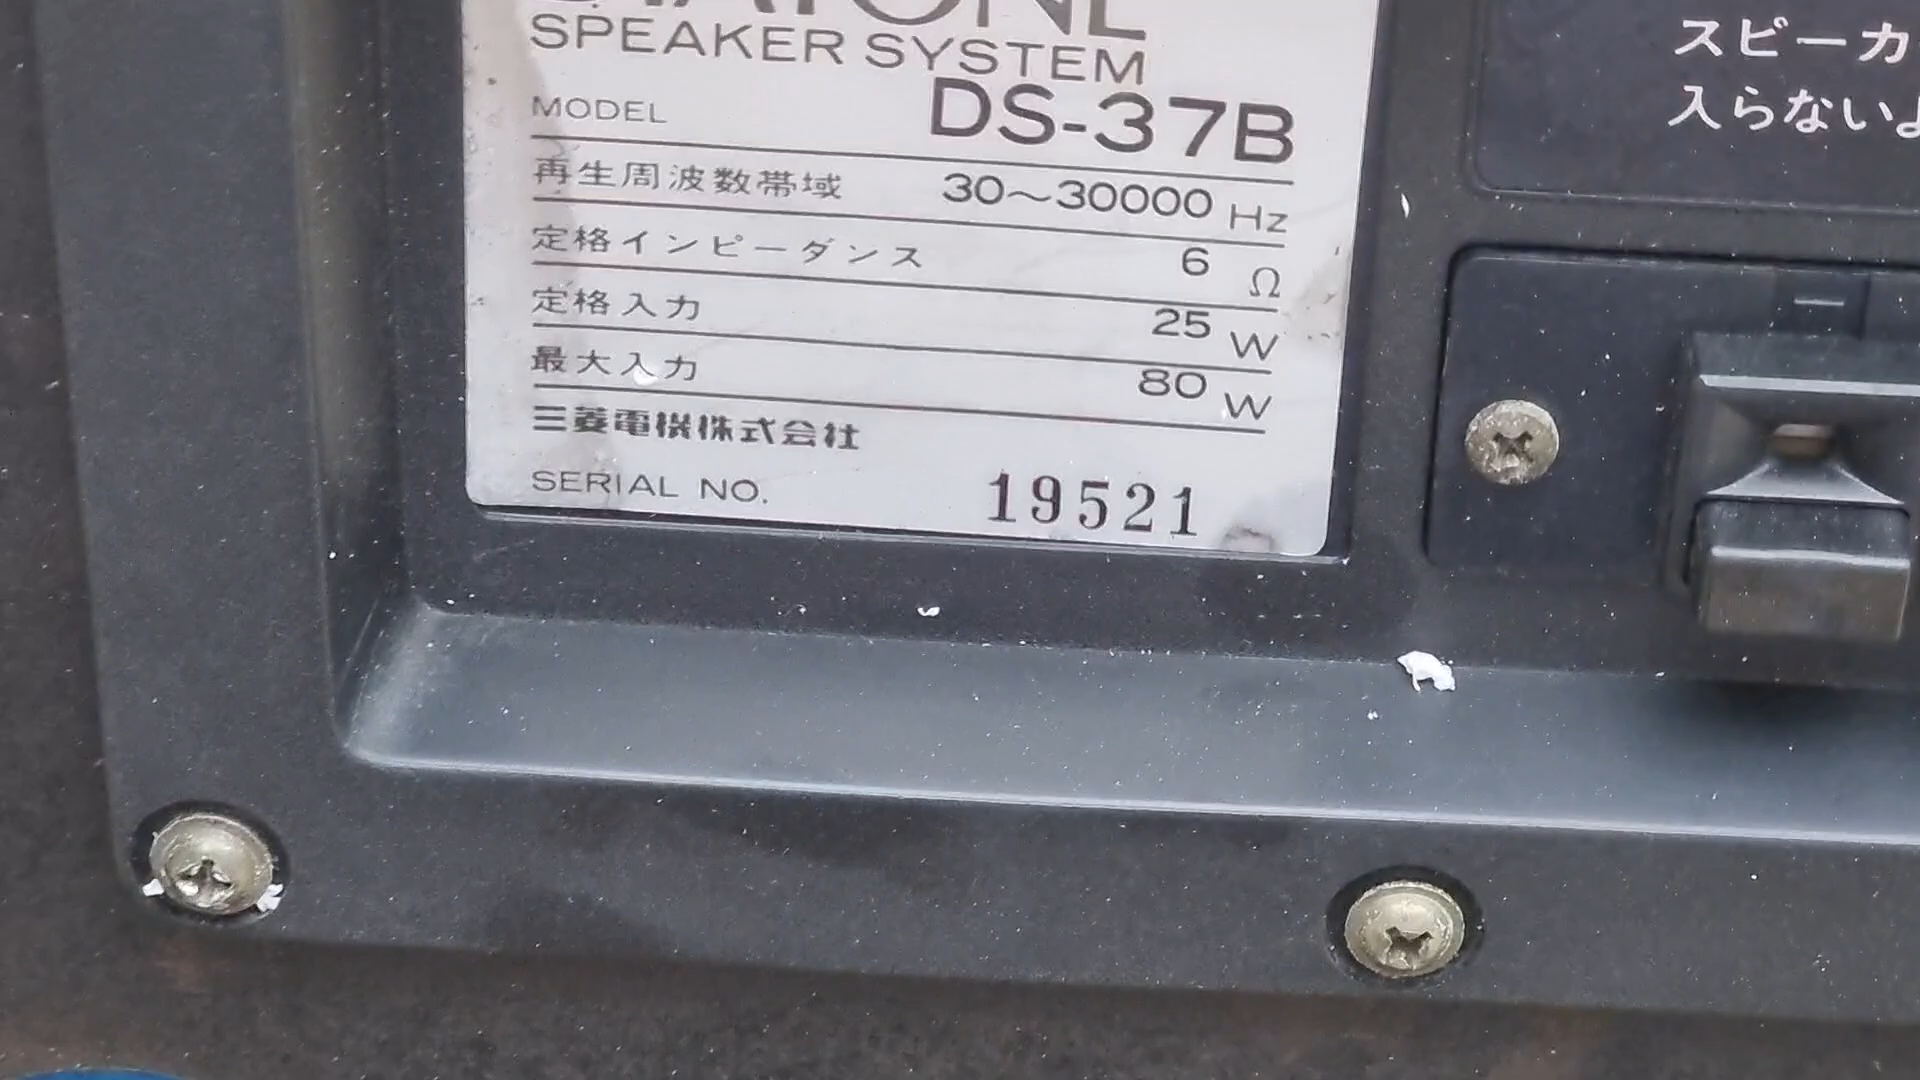 DIATONE
SPEAKER SYSTEM
MODEL DS-37B
再生周波数帯域 30～30000 Hz
定格インピーダンス 6 Ω
定格入力 25 W
最大入力 80 W
三菱電機株式会社
SERIAL NO. 19521
スピーカ
入らないよ